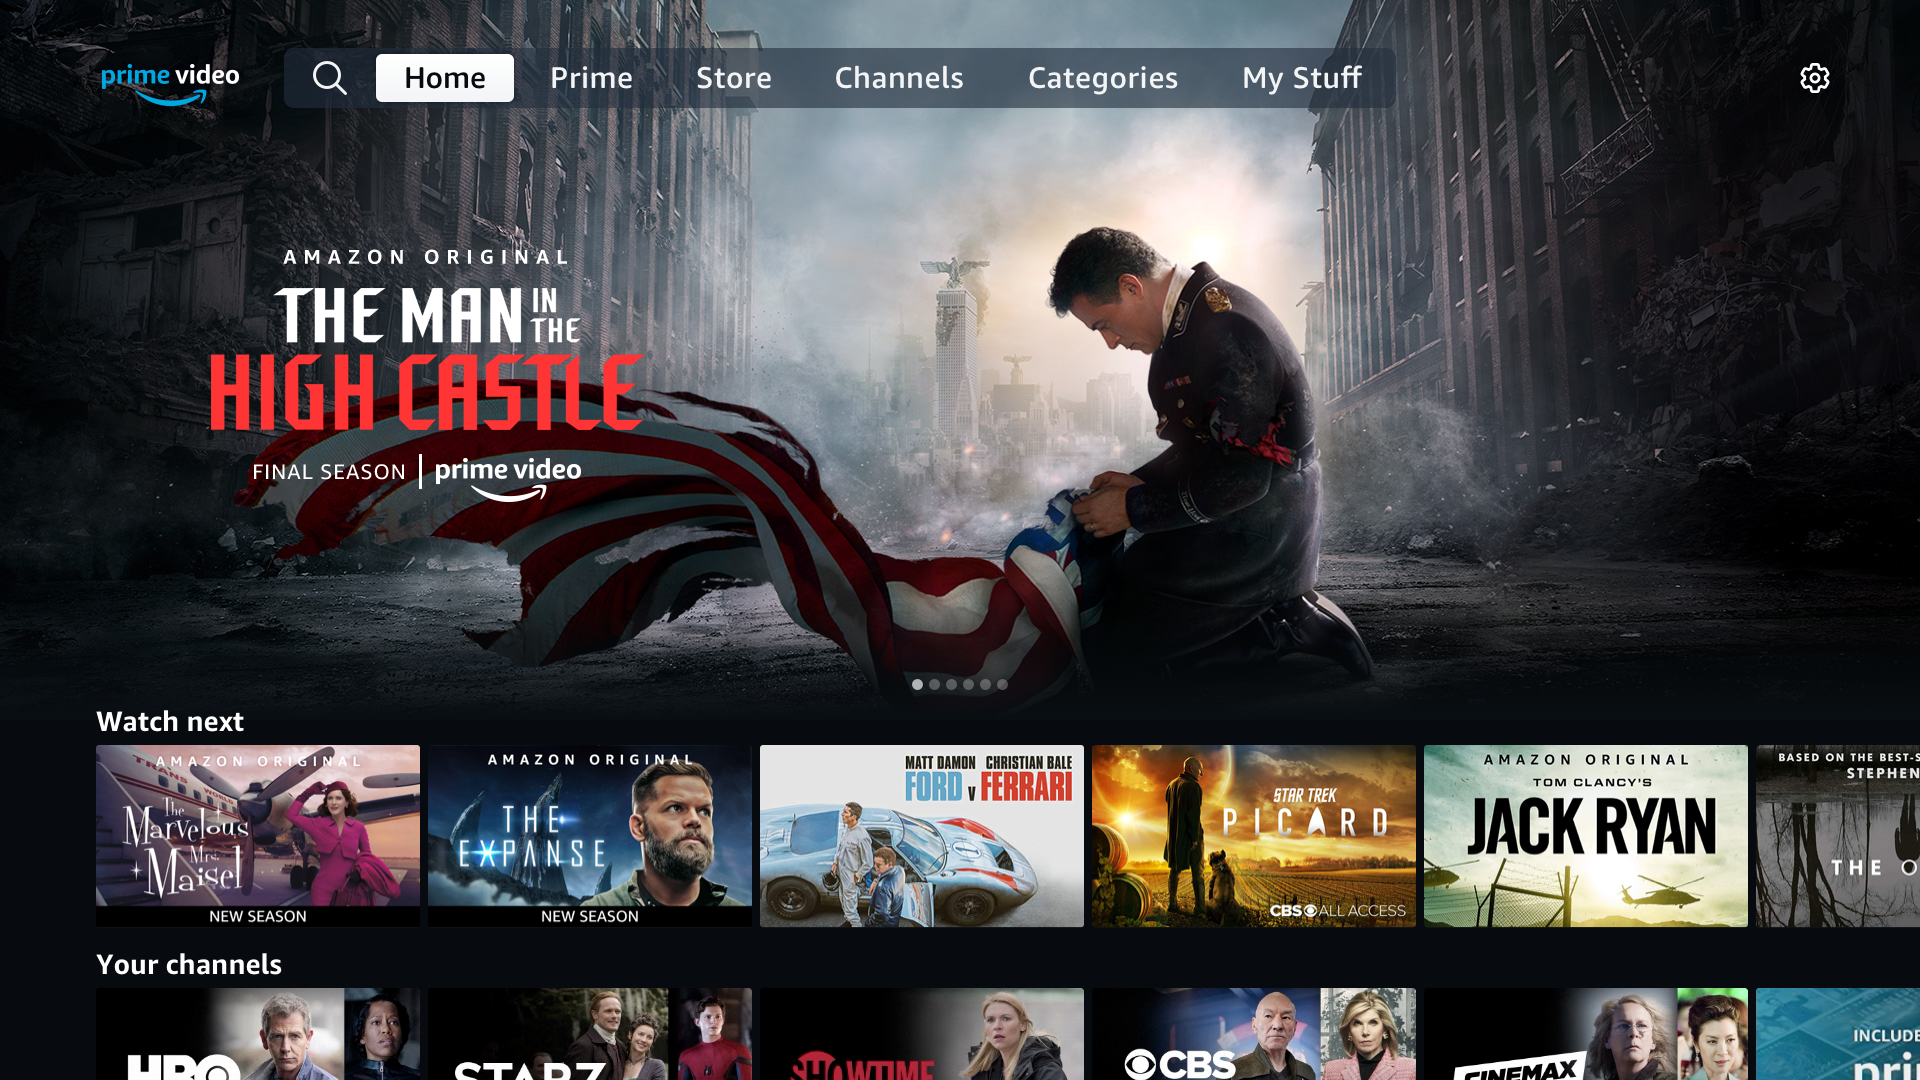 prime video
Home
Prime
Store
Channels
Categories
My Stuff
AMAZON ORIGINAL
THE MAN IN THE
HIGH CASTLE
FINAL SEASON | prime video
Watch next
AMAZON ORIGINAL
TRANS WORLD
The
Marvelous
Mrs.
Maisel
NEW SEASON
AMAZON ORIGINAL
THE
EXPANSE
NEW SEASON
MATT DAMON CHRISTIAN BALE
FORD v FERRARI
STAR TREK
PICARD
CBS ALL ACCESS
AMAZON ORIGINAL
TOM CLANCY'S
JACK RYAN
BASED ON THE BEST-S
STEPHEN
THE O
Your channels
HBO
STARZ
SHOWTIME
CBS
CINEMAX
INCLUDE
pri